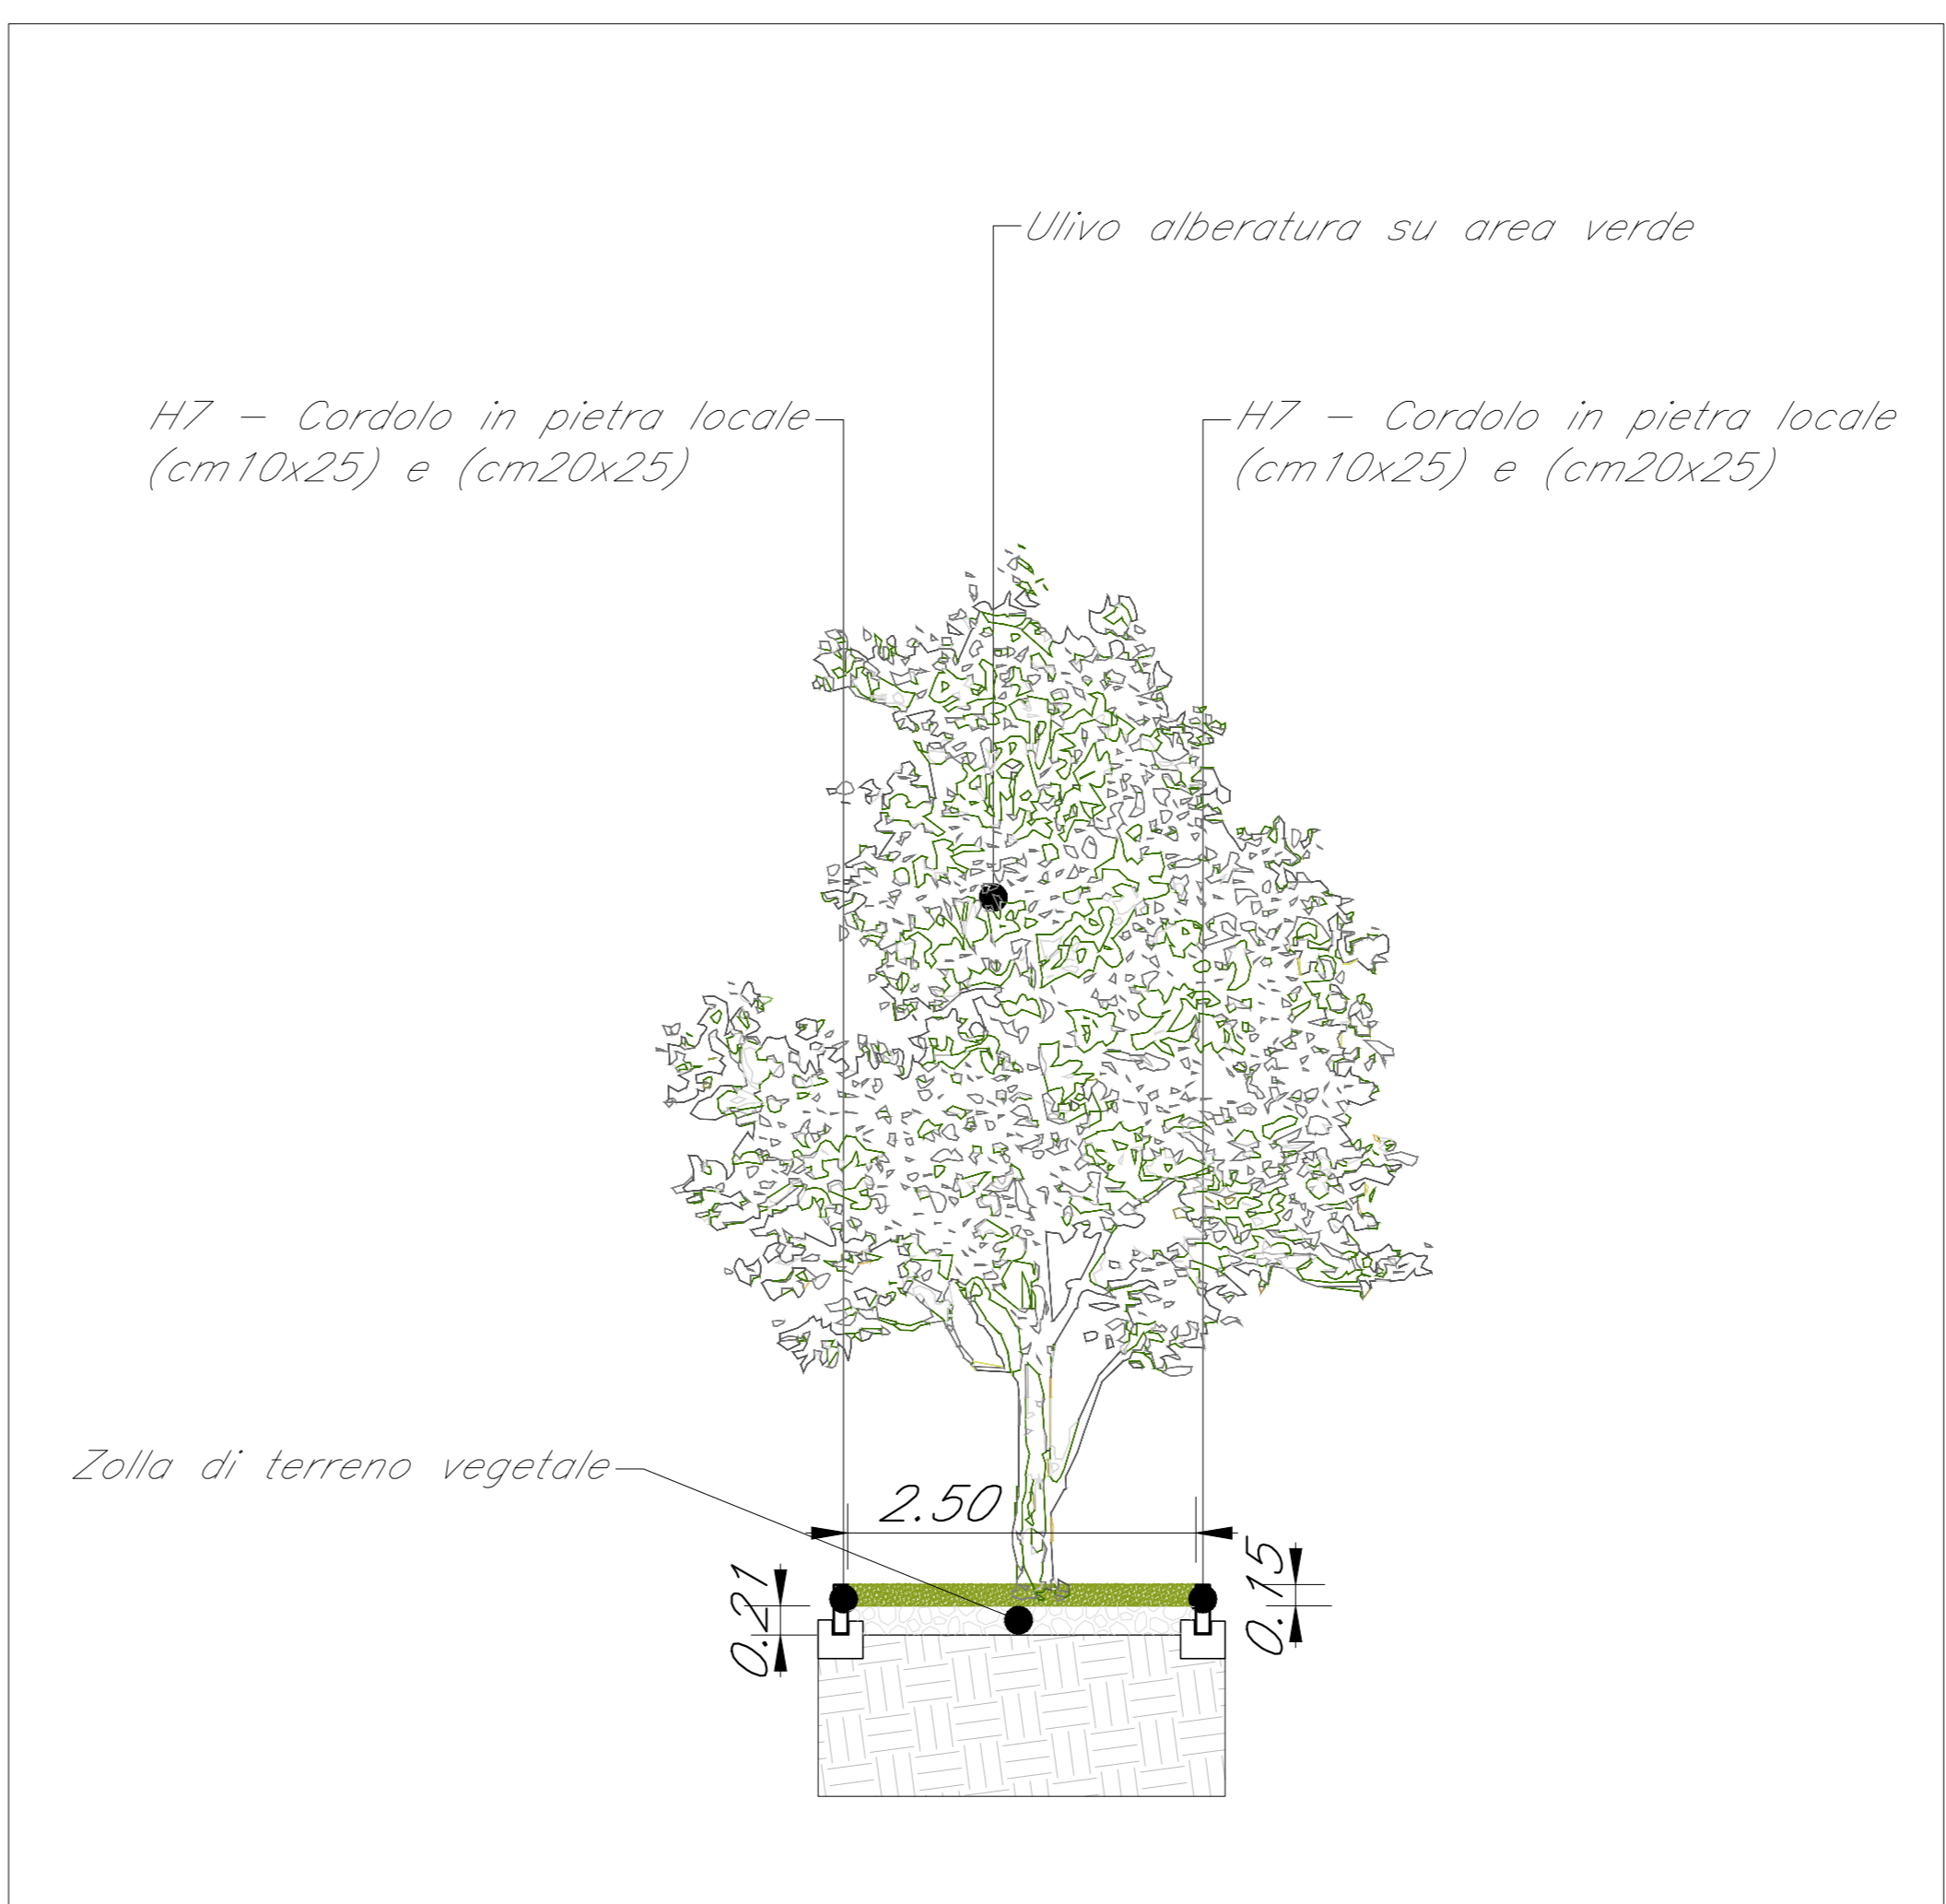 Ulivo alberatura su area verde
H7 - Cordolo in pietra locale
(cm10x25) e (cm20x25)
H7 - Cordolo in pietra locale
(cm10x25) e (cm20x25)
Zolla di terreno vegetale
2.50
0.21
0.15